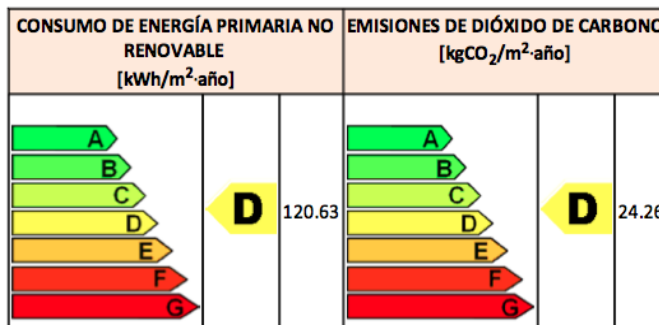 CONSUMO DE ENERGÍA PRIMARIA NO
RENOVABLE
[kWh/m²·año]
A
B
C
D
E
F
G
D
120.63
EMISIONES DE DIÓXIDO DE CARBONO
[kgCO₂/m²·año]
A
B
C
D
E
F
G
D
24.26